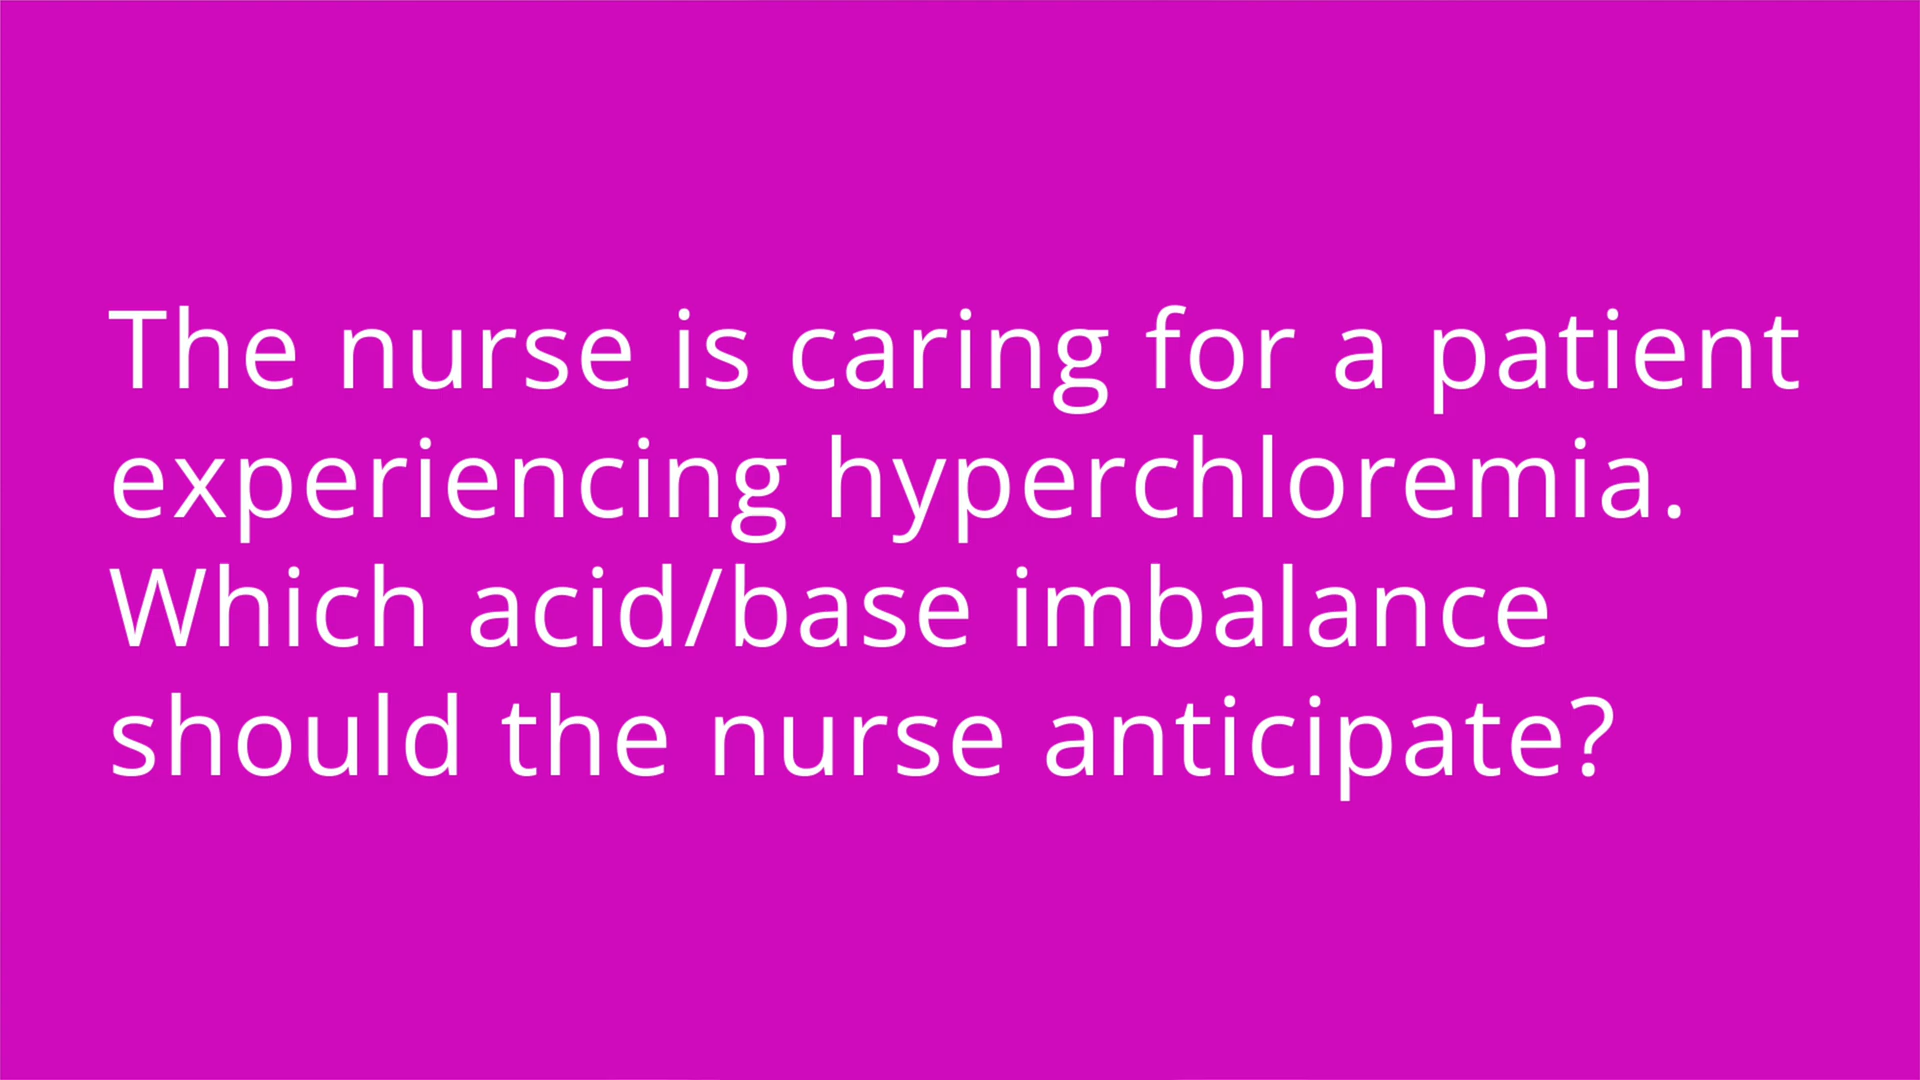 The nurse is caring for a patient
experiencing hyperchloremia.
Which acid/base imbalance
should the nurse anticipate?